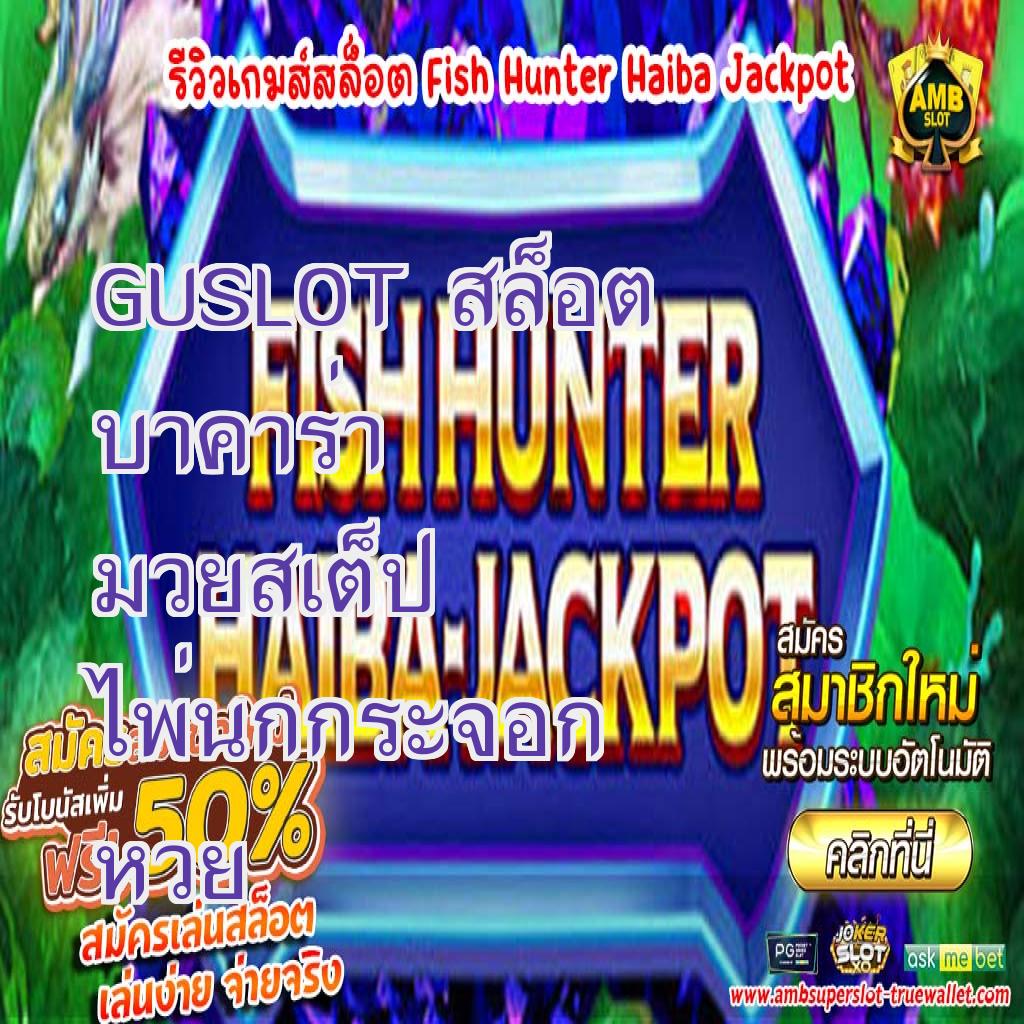 รีวิวเกมส์สล็อต Fish Hunter Haiba Jackpot
AMB
SLOT
GUSLOT สล็อต
FISH HUNTER
บาคาร่า
มวยสเต็ป
HAIBA JACKPOT
ไพ่นกกระจอก
หวย
สมัคร
สมาชิกใหม่
พร้อมระบบอัตโนมัติ
คลิกที่นี่
รับโบนัสเพิ่ม
ฟรี 50%
สมัครเล่นสล็อต
เล่นง่าย จ่ายจริง
PG
JOKER
SLOT
XO
ask me bet
www.ambsuperslot-truewallet.com